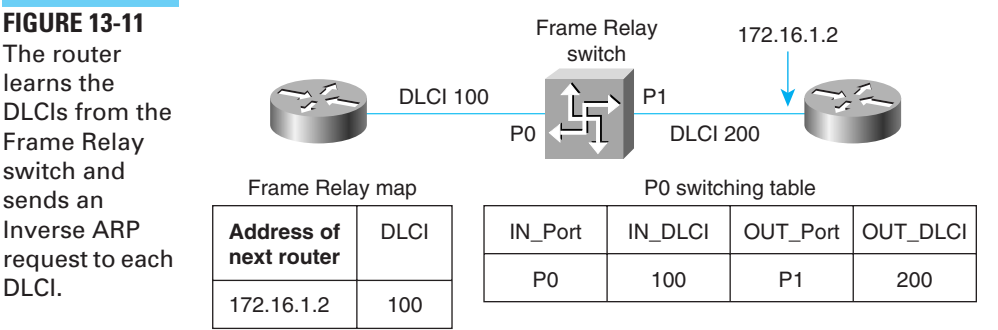 FIGURE 13-11
The router
learns the
DLCIs from the
Frame Relay
switch and
sends an
Inverse ARP
request to each
DLCI.
Frame Relay
switch
172.16.1.2
DLCI 100
P1
P0
DLCI 200
Frame Relay map
Address of
next router
DLCI
172.16.1.2
100
P0 switching table
IN_Port
IN_DLCI
OUT_Port
OUT_DLCI
P0
100
P1
200